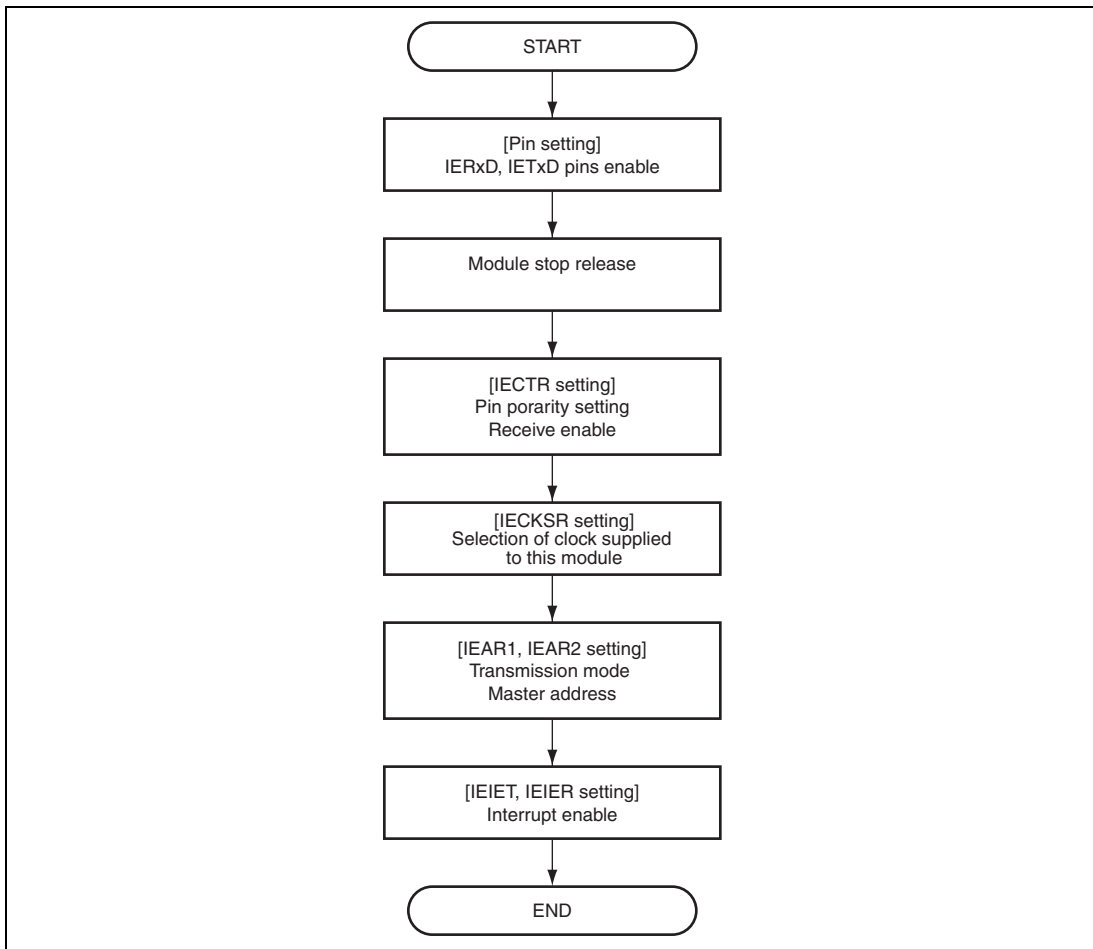 START
[Pin setting]
IERxD, IETxD pins enable
Module stop release
[IECTR setting]
Pin porarity setting
Receive enable
[IECKSR setting]
Selection of clock supplied
to this module
[IEAR1, IEAR2 setting]
Transmission mode
Master address
[IEIET, IEIER setting]
Interrupt enable
END